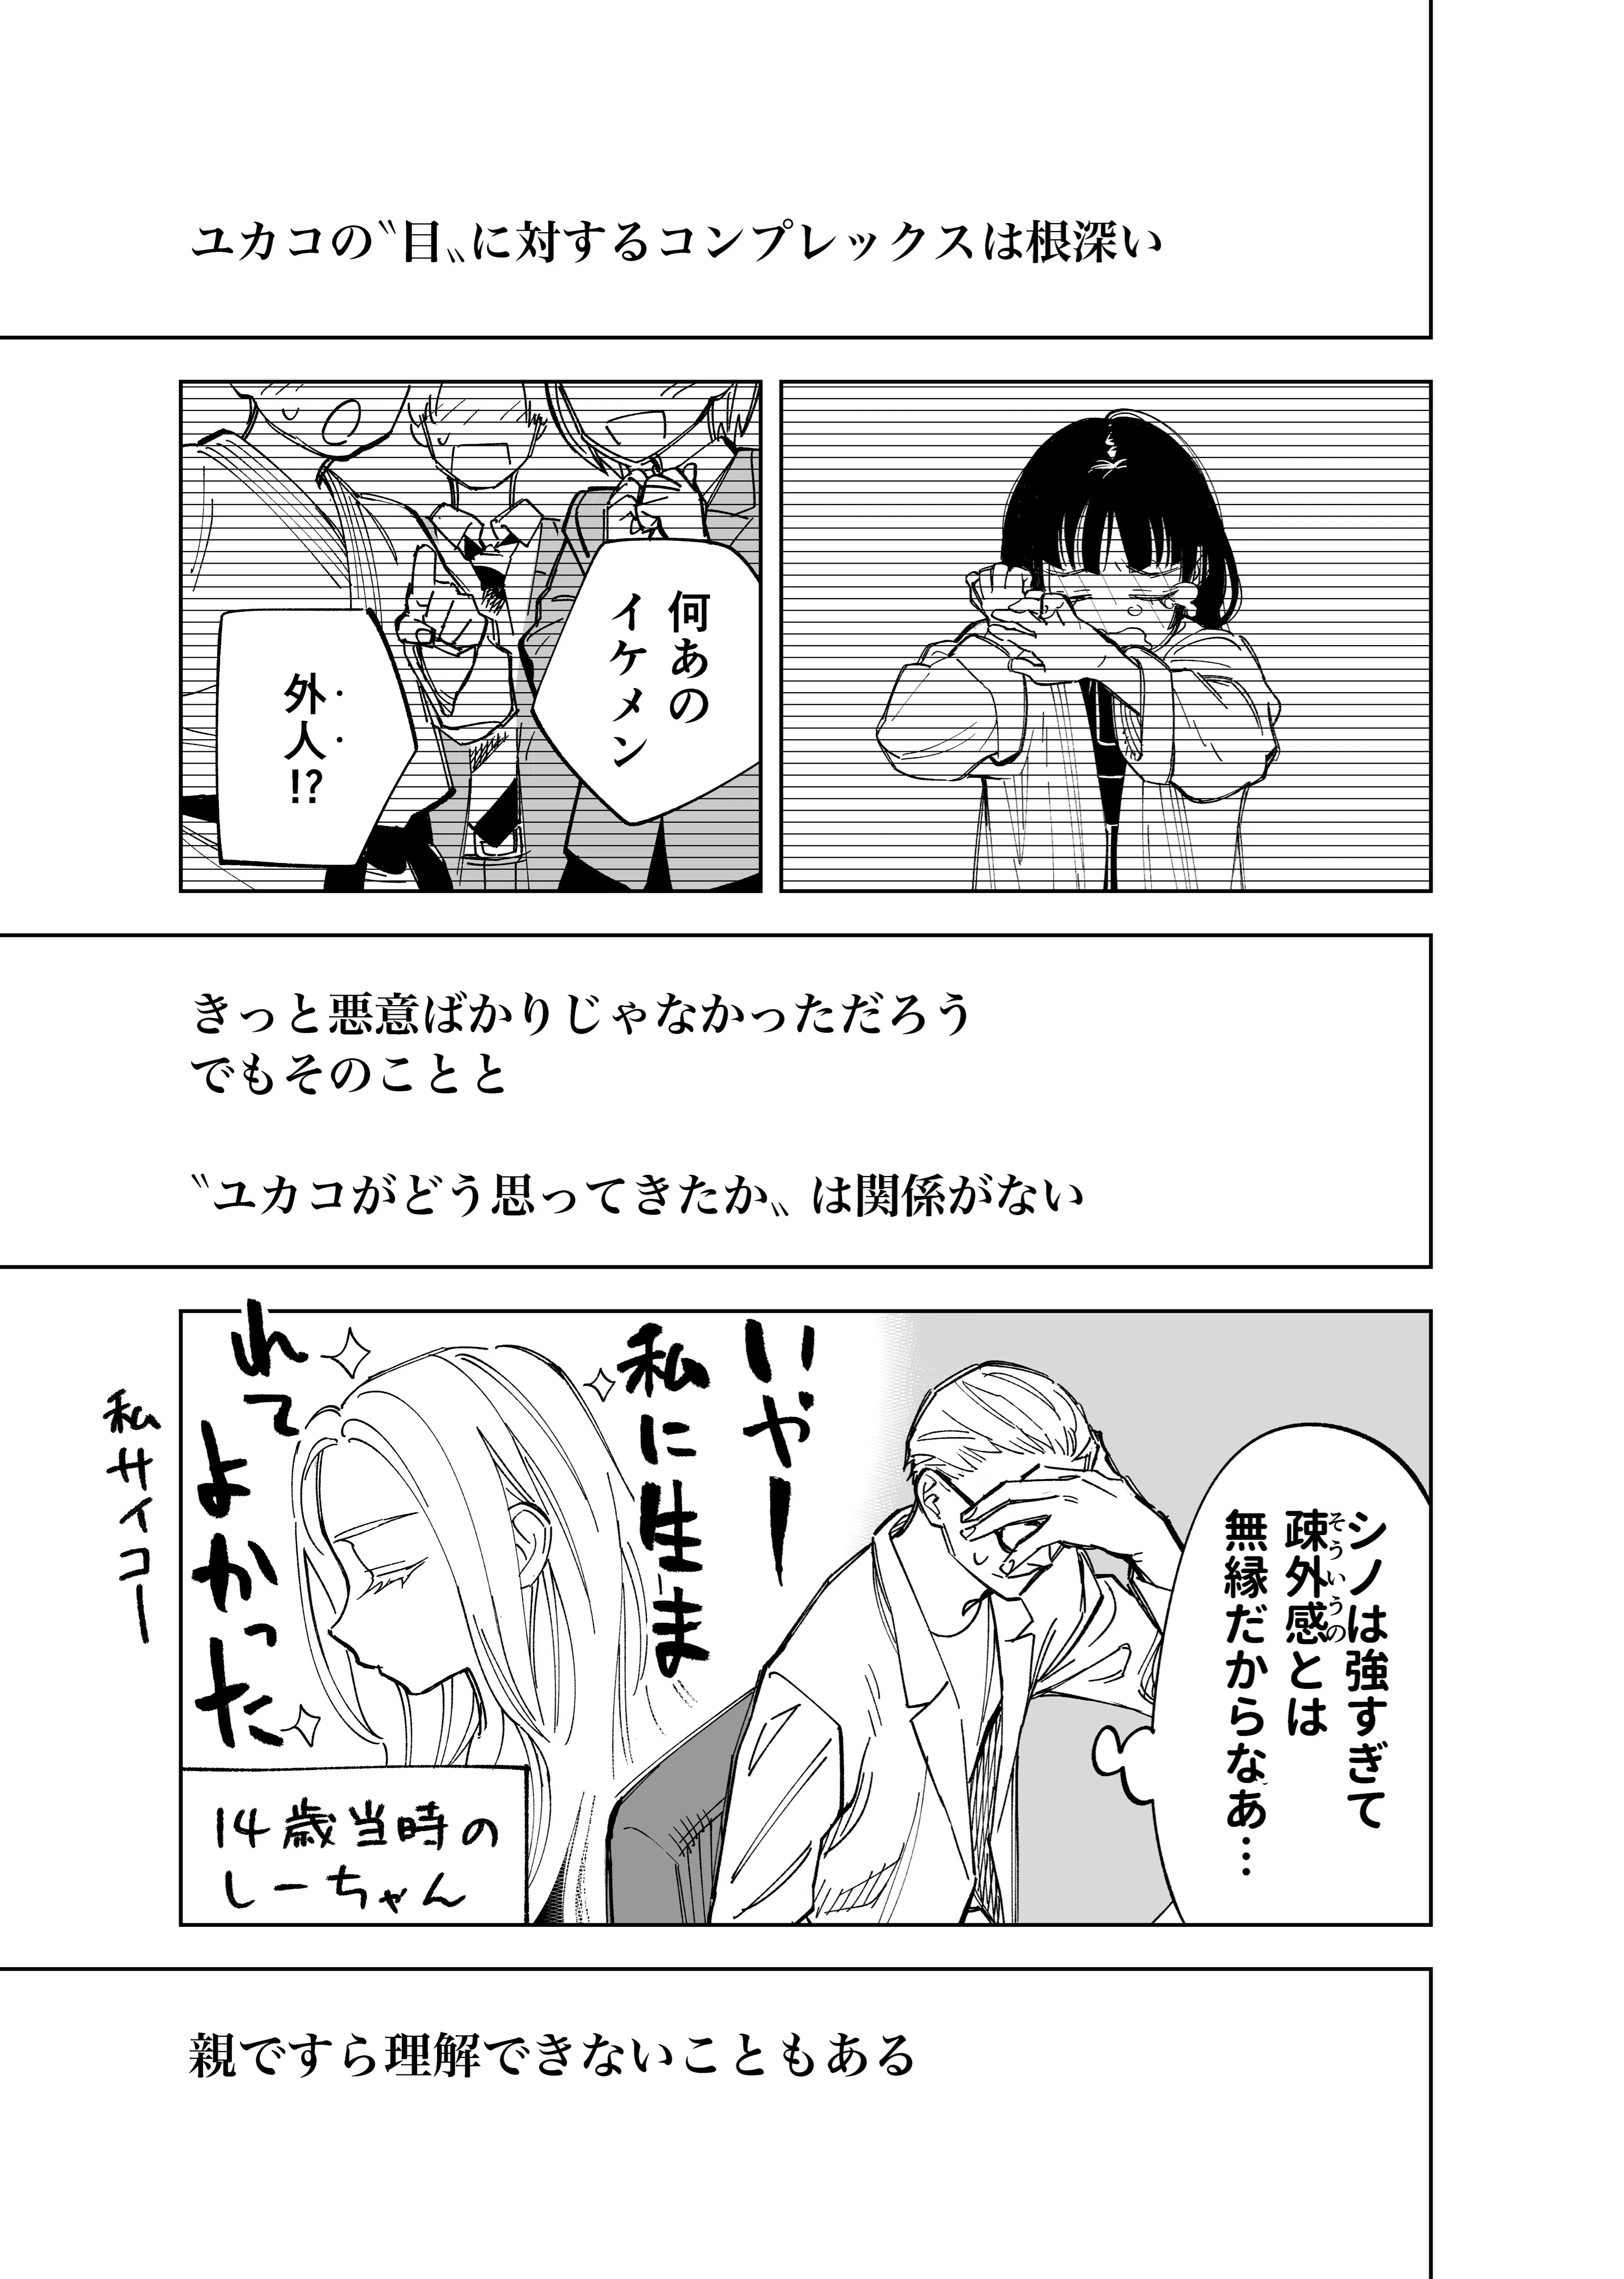 ユカコの〝目〟に対するコンプレックスは根深い
何あの
イケメン
外人!?
きっと悪意ばかりじゃなかっただろう
でもそのことと
〝ユカコがどう思ってきたか〟は関係がない
シノは強すぎて
疎外感とは
そういうの
無縁だからなぁ…
いやー
私に生ま
れて
よかった
私サイコー
14歳当時の
しーちゃん
親ですら理解できないこともある